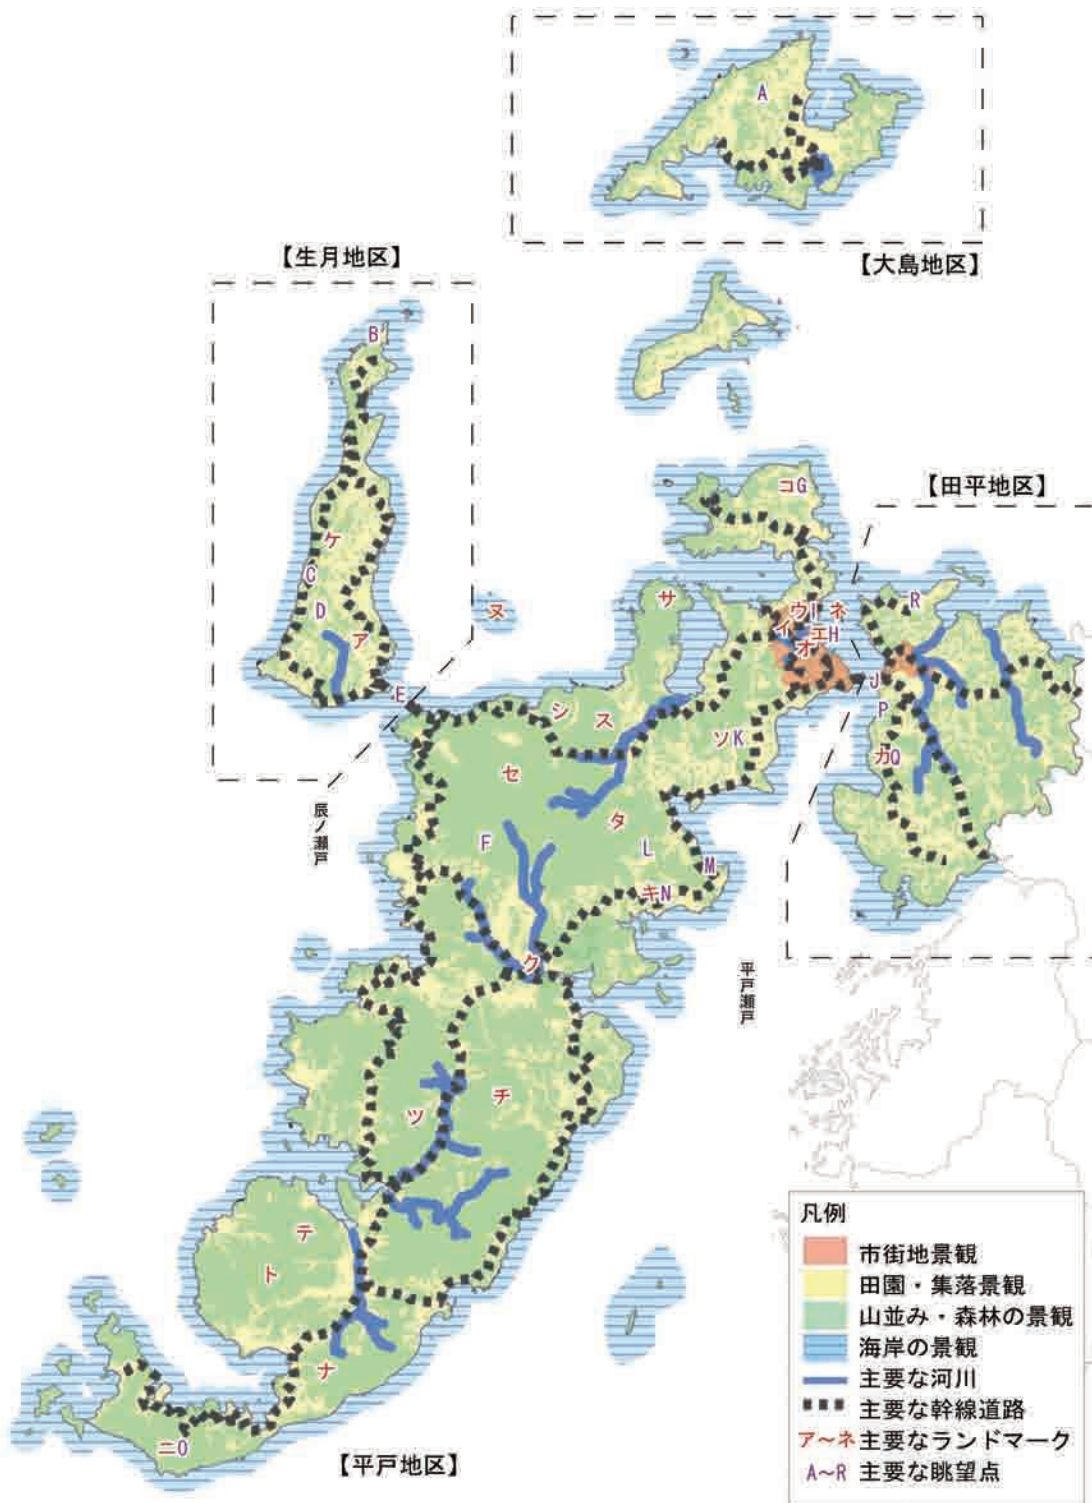 A
【生月地区】
【大島地区】
B
コG
【田平地区】
ケ
C
D
ア
ヌ
サ
ウI
ネ
イ
エH
オ
R
E
シ
ス
J
P
ソK
カQ
セ
辰ノ瀬戸
タ
F
L
M
キN
ク
平戸瀬戸
チ
ツ
テ
ト
ナ
ニO
【平戸地区】
凡例
市街地景観
田園・集落景観
山並み・森林の景観
海岸の景観
主要な河川
主要な幹線道路
ア～ネ主要なランドマーク
A～R 主要な眺望点